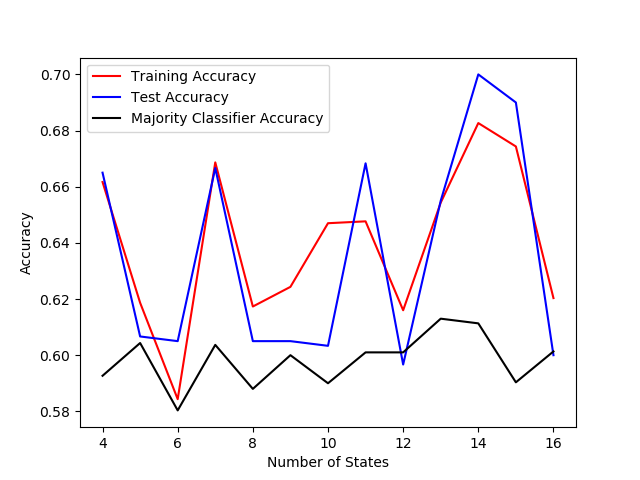 Training Accuracy
Test Accuracy
Majority Classifier Accuracy
0.70
0.68
0.66
0.64
0.62
0.60
0.58
Accuracy
4 6 8 10 12 14 16
Number of States